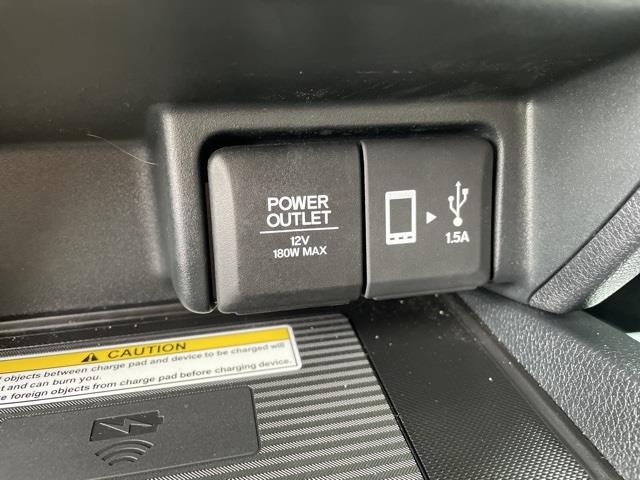 POWER
OUTLET
12V
180W MAX
1.5A
CAUTION
objects between charge pad and device to be charged will
and can burn you.
foreign objects from charge pad before charging device.